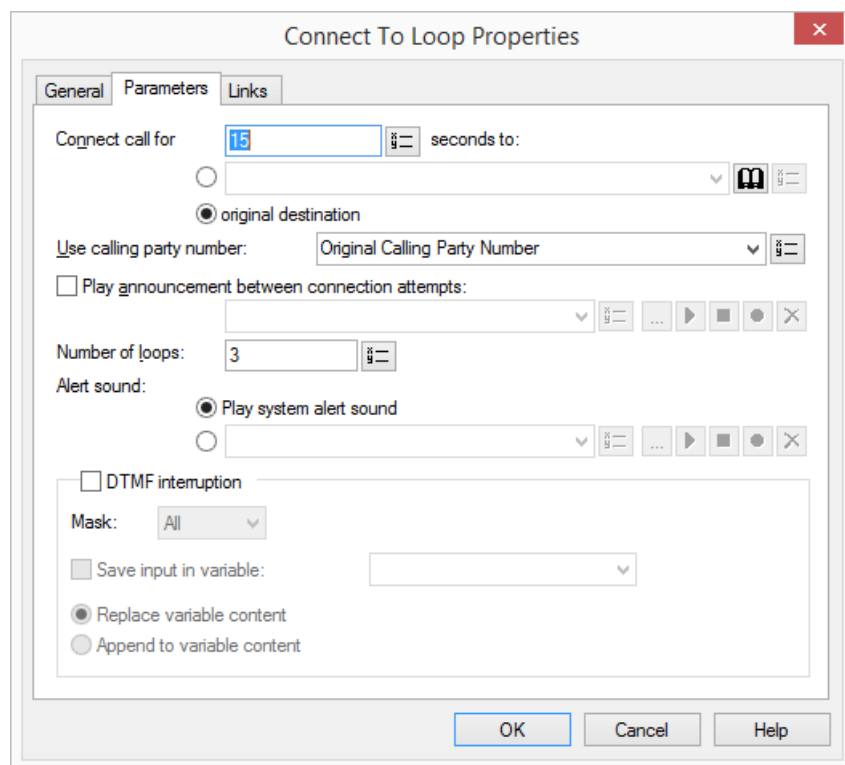 Connect To Loop Properties
General Parameters Links
Connect call for 15 seconds to:
original destination
Use calling party number: Original Calling Party Number
Play announcement between connection attempts:
...
Number of loops: 3
Alert sound:
Play system alert sound
...
DTMF interruption
Mask: All
Save input in variable:
Replace variable content
Append to variable content
OK Cancel Help